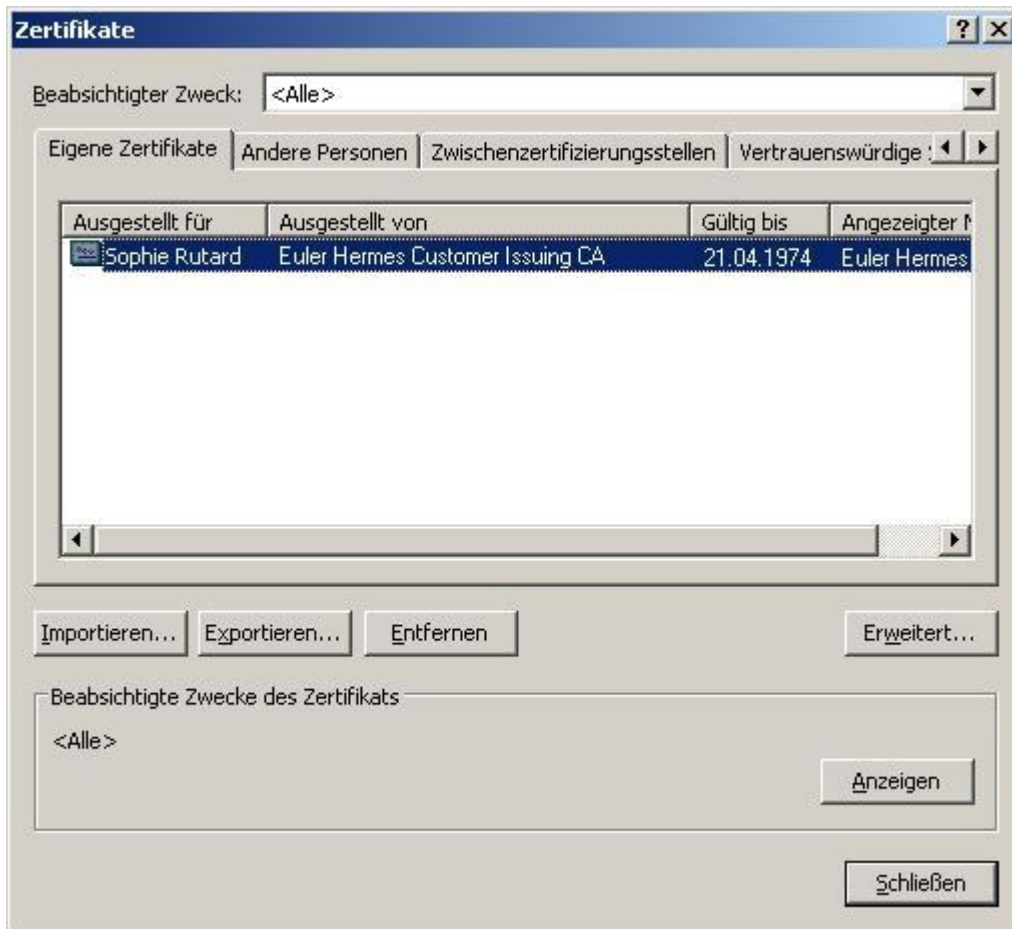 Zertifikate
Beabsichtigter Zweck: <Alle>
Eigene Zertifikate Andere Personen Zwischenzertifizierungsstellen Vertrauenswürdige
Ausgestellt für Ausgestellt von Gültig bis Angezeigter
Sophie Rutard Euler Hermes Customer Issuing CA 21.04.1974 Euler Hermes
Importieren... Exportieren... Entfernen Erweitert...
Beabsichtigte Zwecke des Zertifikats
<Alle>
Anzeigen
Schließen